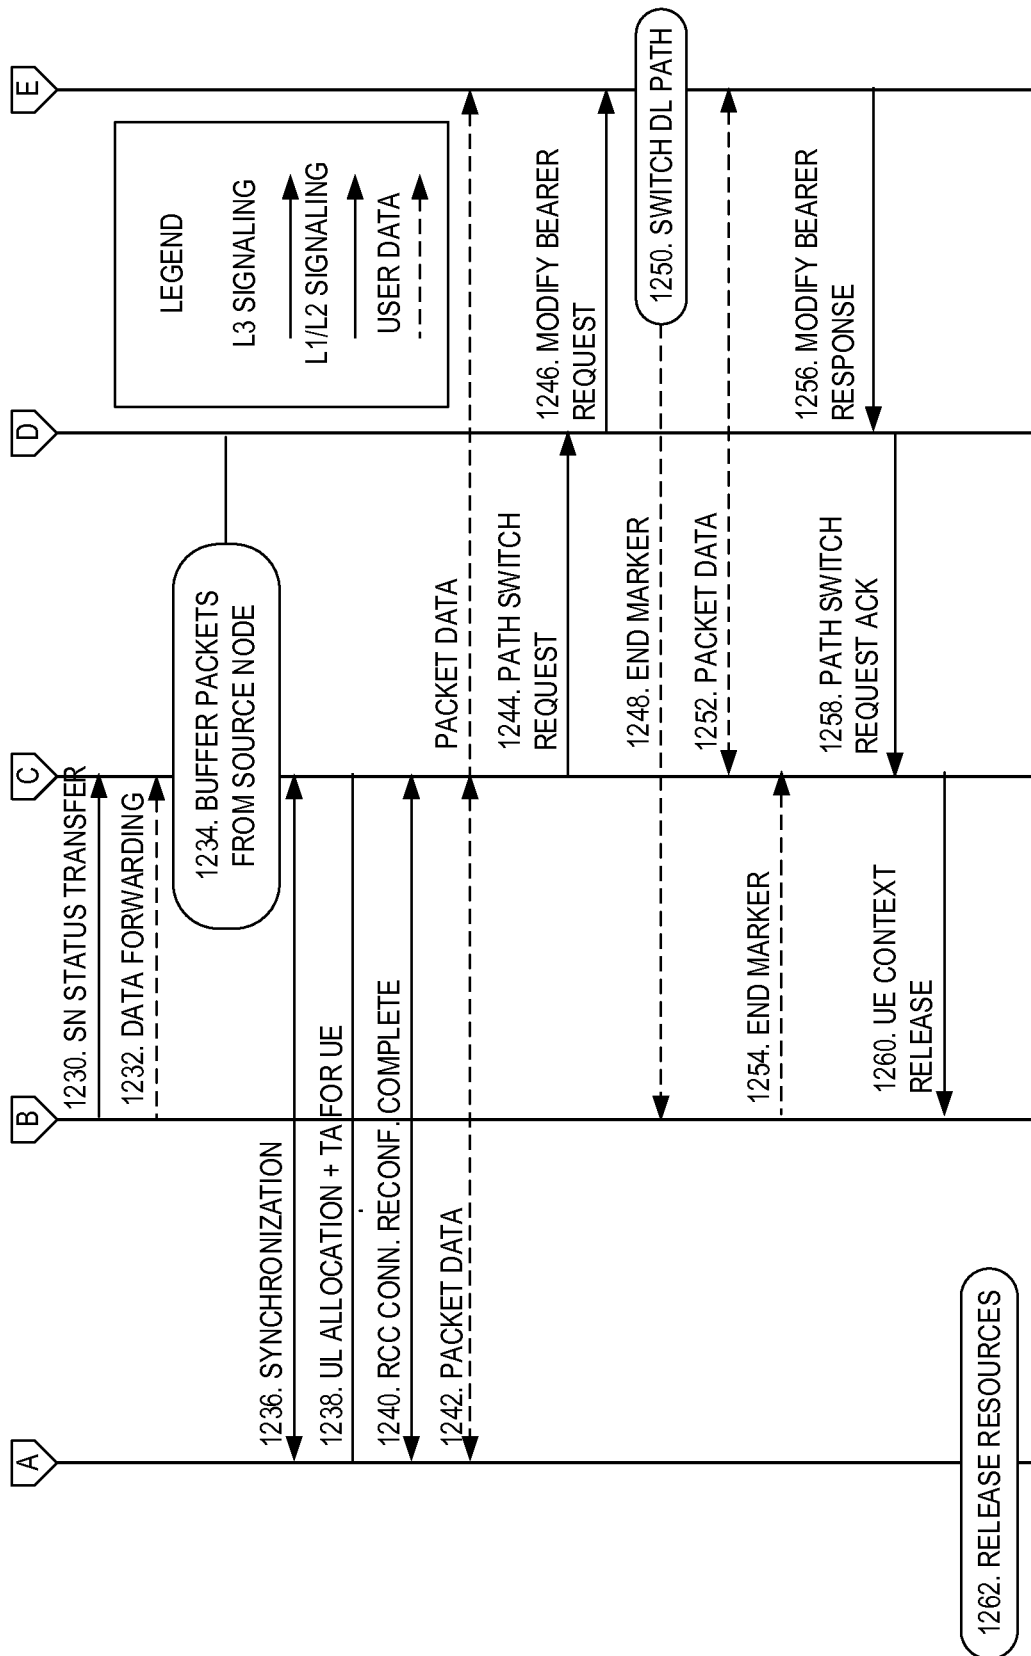 A
B
C
D
E
LEGEND
L3 SIGNALING
L1/L2 SIGNALING
USER DATA
1230. SN STATUS TRANSFER
1232. DATA FORWARDING
1234. BUFFER PACKETS
FROM SOURCE NODE
1236. SYNCHRONIZATION
1238. UL ALLOCATION + TA FOR UE
1240. RCC CONN. RECONF. COMPLETE
1242. PACKET DATA
PACKET DATA
1244. PATH SWITCH
REQUEST
1246. MODIFY BEARER
REQUEST
1248. END MARKER
1250. SWITCH DL PATH
1252. PACKET DATA
1254. END MARKER
1256. MODIFY BEARER
RESPONSE
1258. PATH SWITCH
REQUEST ACK
1260. UE CONTEXT
RELEASE
1262. RELEASE RESOURCES